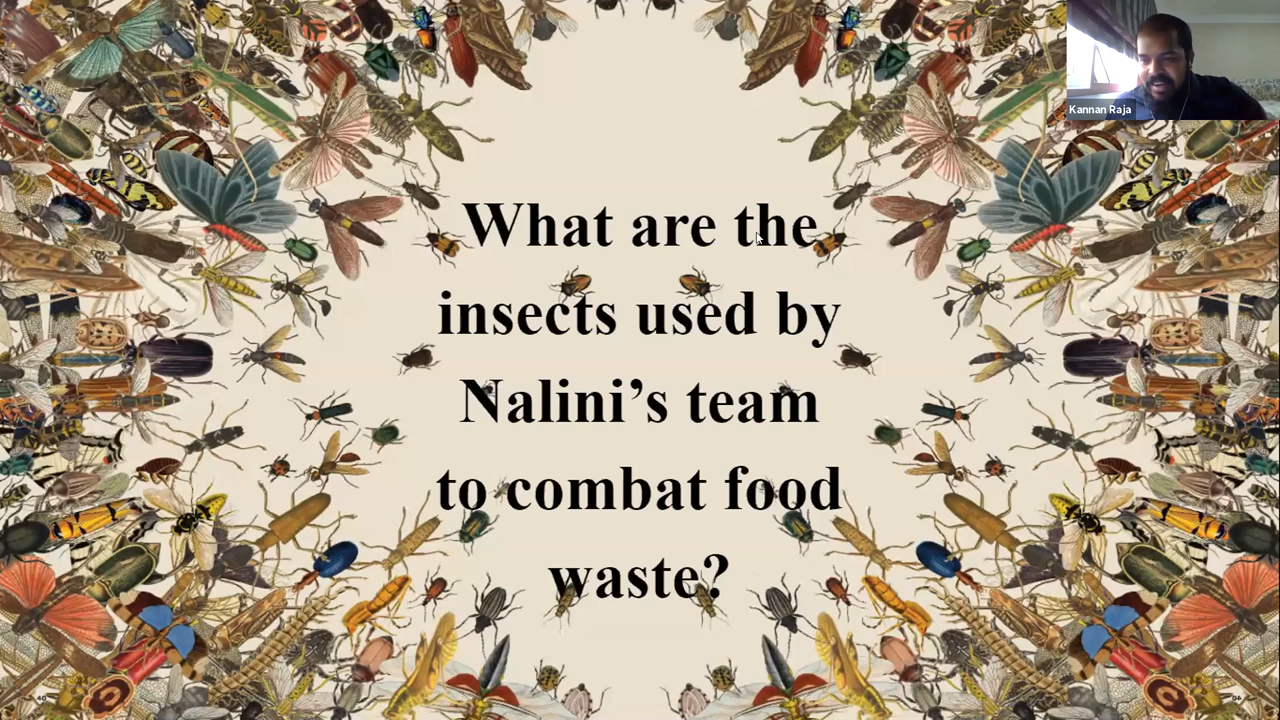 Kannan Raja
What are the
insects used by
Nalini’s team
to combat food
waste?